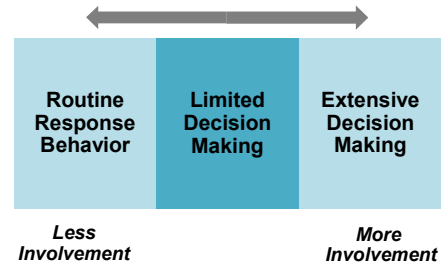 Routine
Response
Behavior
Limited
Decision
Making
Extensive
Decision
Making
Less
Involvement
More
Involvement